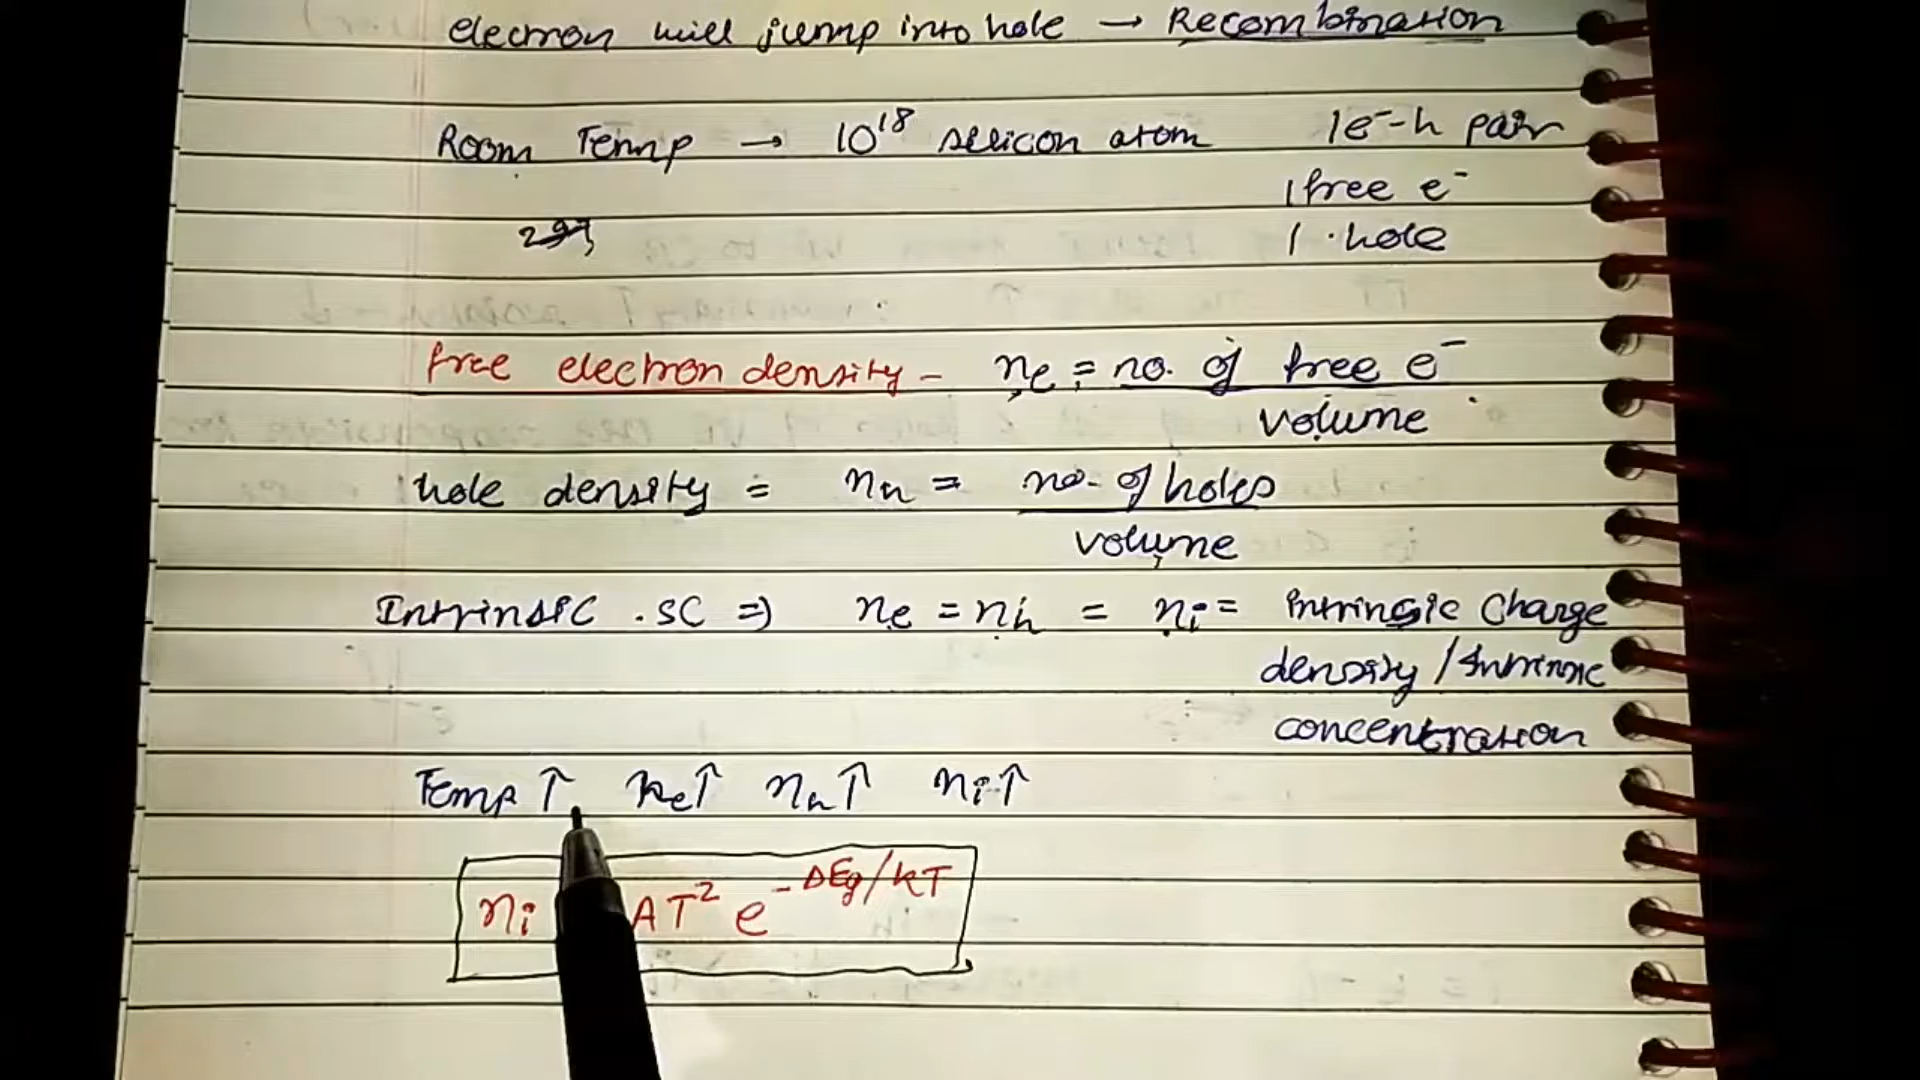 electron will jump into hole → Recombination
Room Temp → 10^18 silicon atom 1e⁻-h pair
1 free e⁻
293 1 hole
free electron density - ne = no. of free e⁻
volume
hole density = nh = no. of holes
volume
Intrinsic SC ⇒ ne = nh = ni = intrinsic Charge
density / Intrinsic
concentration
Temp ↑ ne ↑ nh ↑ ni ↑
ni AT² e^-ΔEg/kT